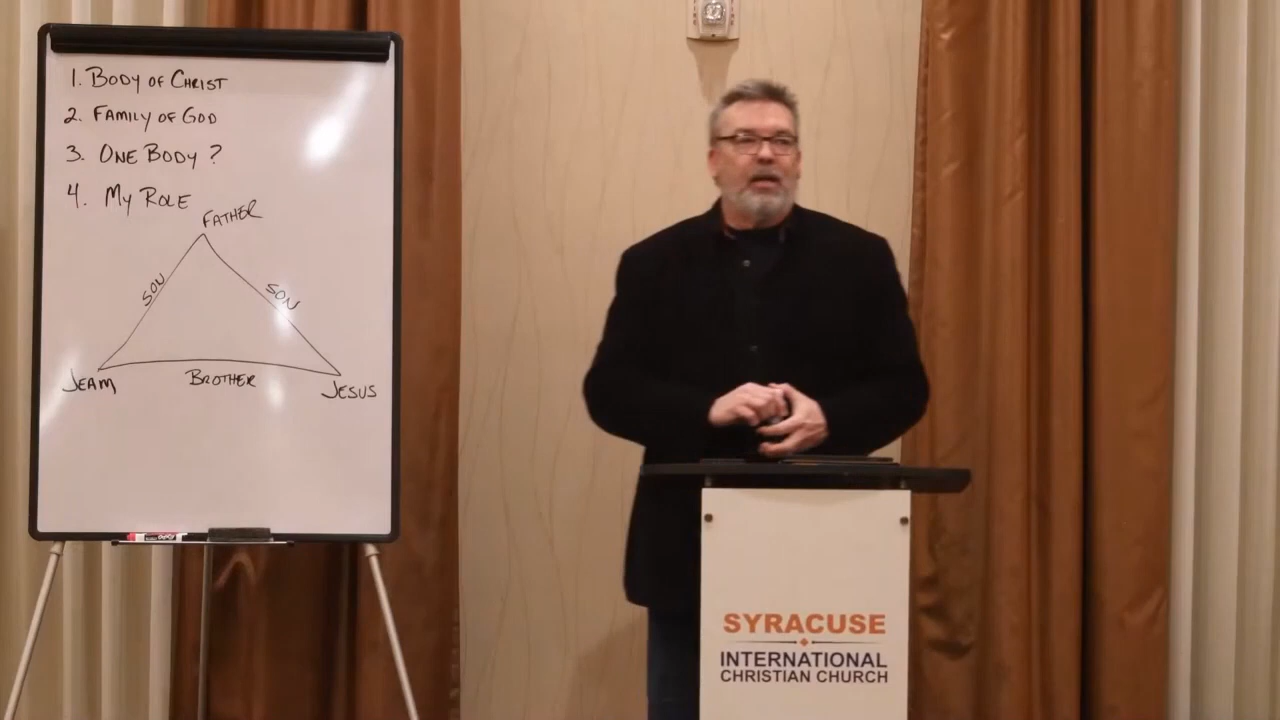 1. BODY OF CHRIST
2. FAMILY OF GOD
3. ONE BODY ?
4. MY ROLE
FATHER
SON
SON
JEAM
BROTHER
JESUS
SYRACUSE
INTERNATIONAL
CHRISTIAN CHURCH